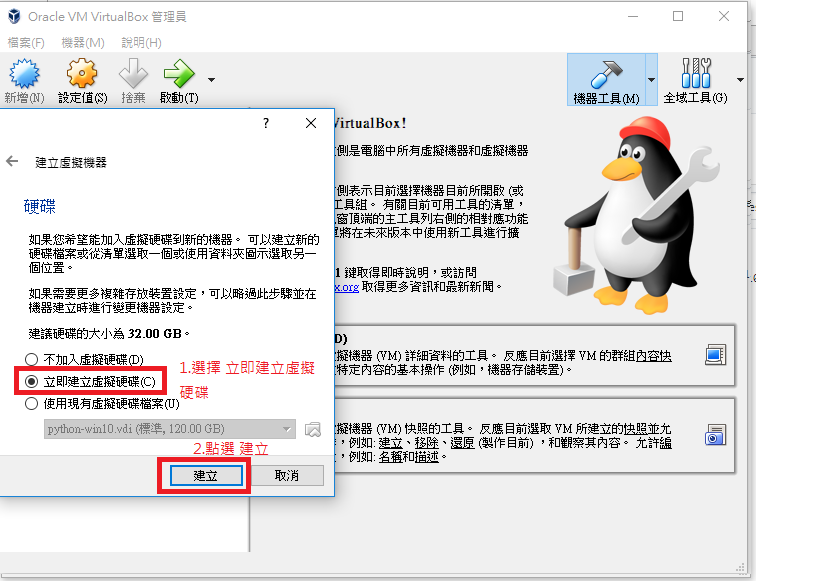 Oracle VM VirtualBox 管理員
檔案(F) 機器(M) 說明(H)
新增(N) 設定值(S) 捨棄 啟動(T) 機器工具(M) 全域工具(G)
?
建立虛擬機器
硬碟
如果您希望能加入虛擬硬碟到新的機器。 可以建立新的
硬碟檔案或從清單選取一個或使用資料夾圖示選取另一
個位置。
如果需要更多複雜存放裝置設定，可以略過此步驟並在
機器建立時進行變更機器設定。
建議硬碟的大小為 32.00 GB。
不加入虛擬硬碟(D)
立即建立虛擬硬碟(C)
使用現有虛擬硬碟檔案(U)
python-win10.vdi (標準, 120.00 GB)
1.選擇 立即建立虛擬
硬碟
2.點選 建立
建立 取消
VirtualBox!
側是電腦中所有虛擬機器和虛擬機器
側表示目前選擇機器目前所開啟 (或
工具組。 有關目前可用工具的清單，
窗頂端的主工具列右側的相對應功能
單將在未來版本中使用新工具進行擴
1 鍵取得即時說明，或訪問
x.org 取得更多資訊和最新新聞。
D)
擬機器 (VM) 詳細資料的工具。 反應目前選擇 VM 的群組內容快
特定內容的基本操作 (例如，機器存儲裝置)。
擬機器 (VM) 快照的工具。 反應目前選取 VM 所建立的快照並允
，例如: 建立、移除、還原 (製作目前) ，和觀察其內容。 允許編
，例如: 名稱和描述。